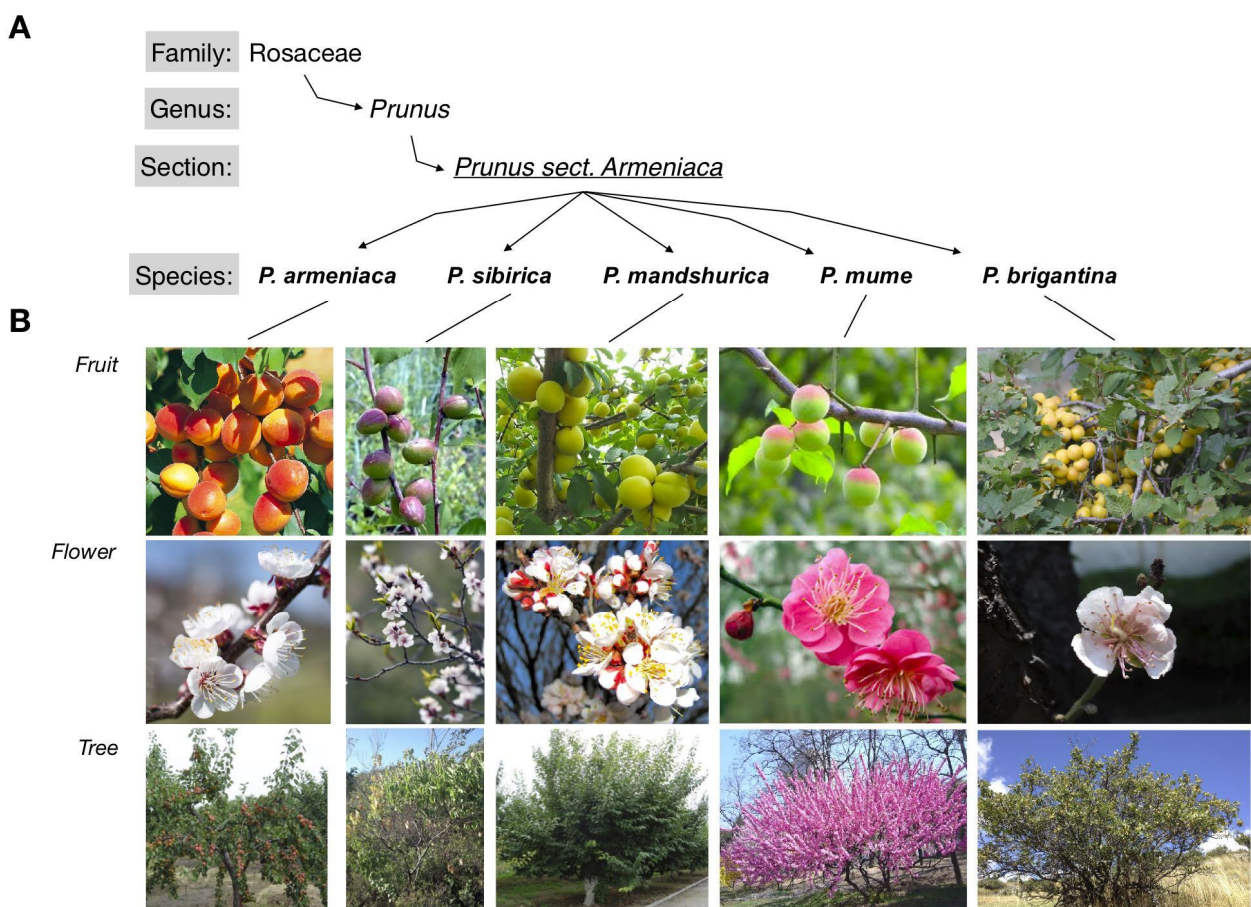 A
Family: Rosaceae
Genus: Prunus
Section: Prunus sect. Armeniaca
Species: P. armeniaca P. sibirica P. mandshurica P. mume P. brigantina
B
Fruit
Flower
Tree